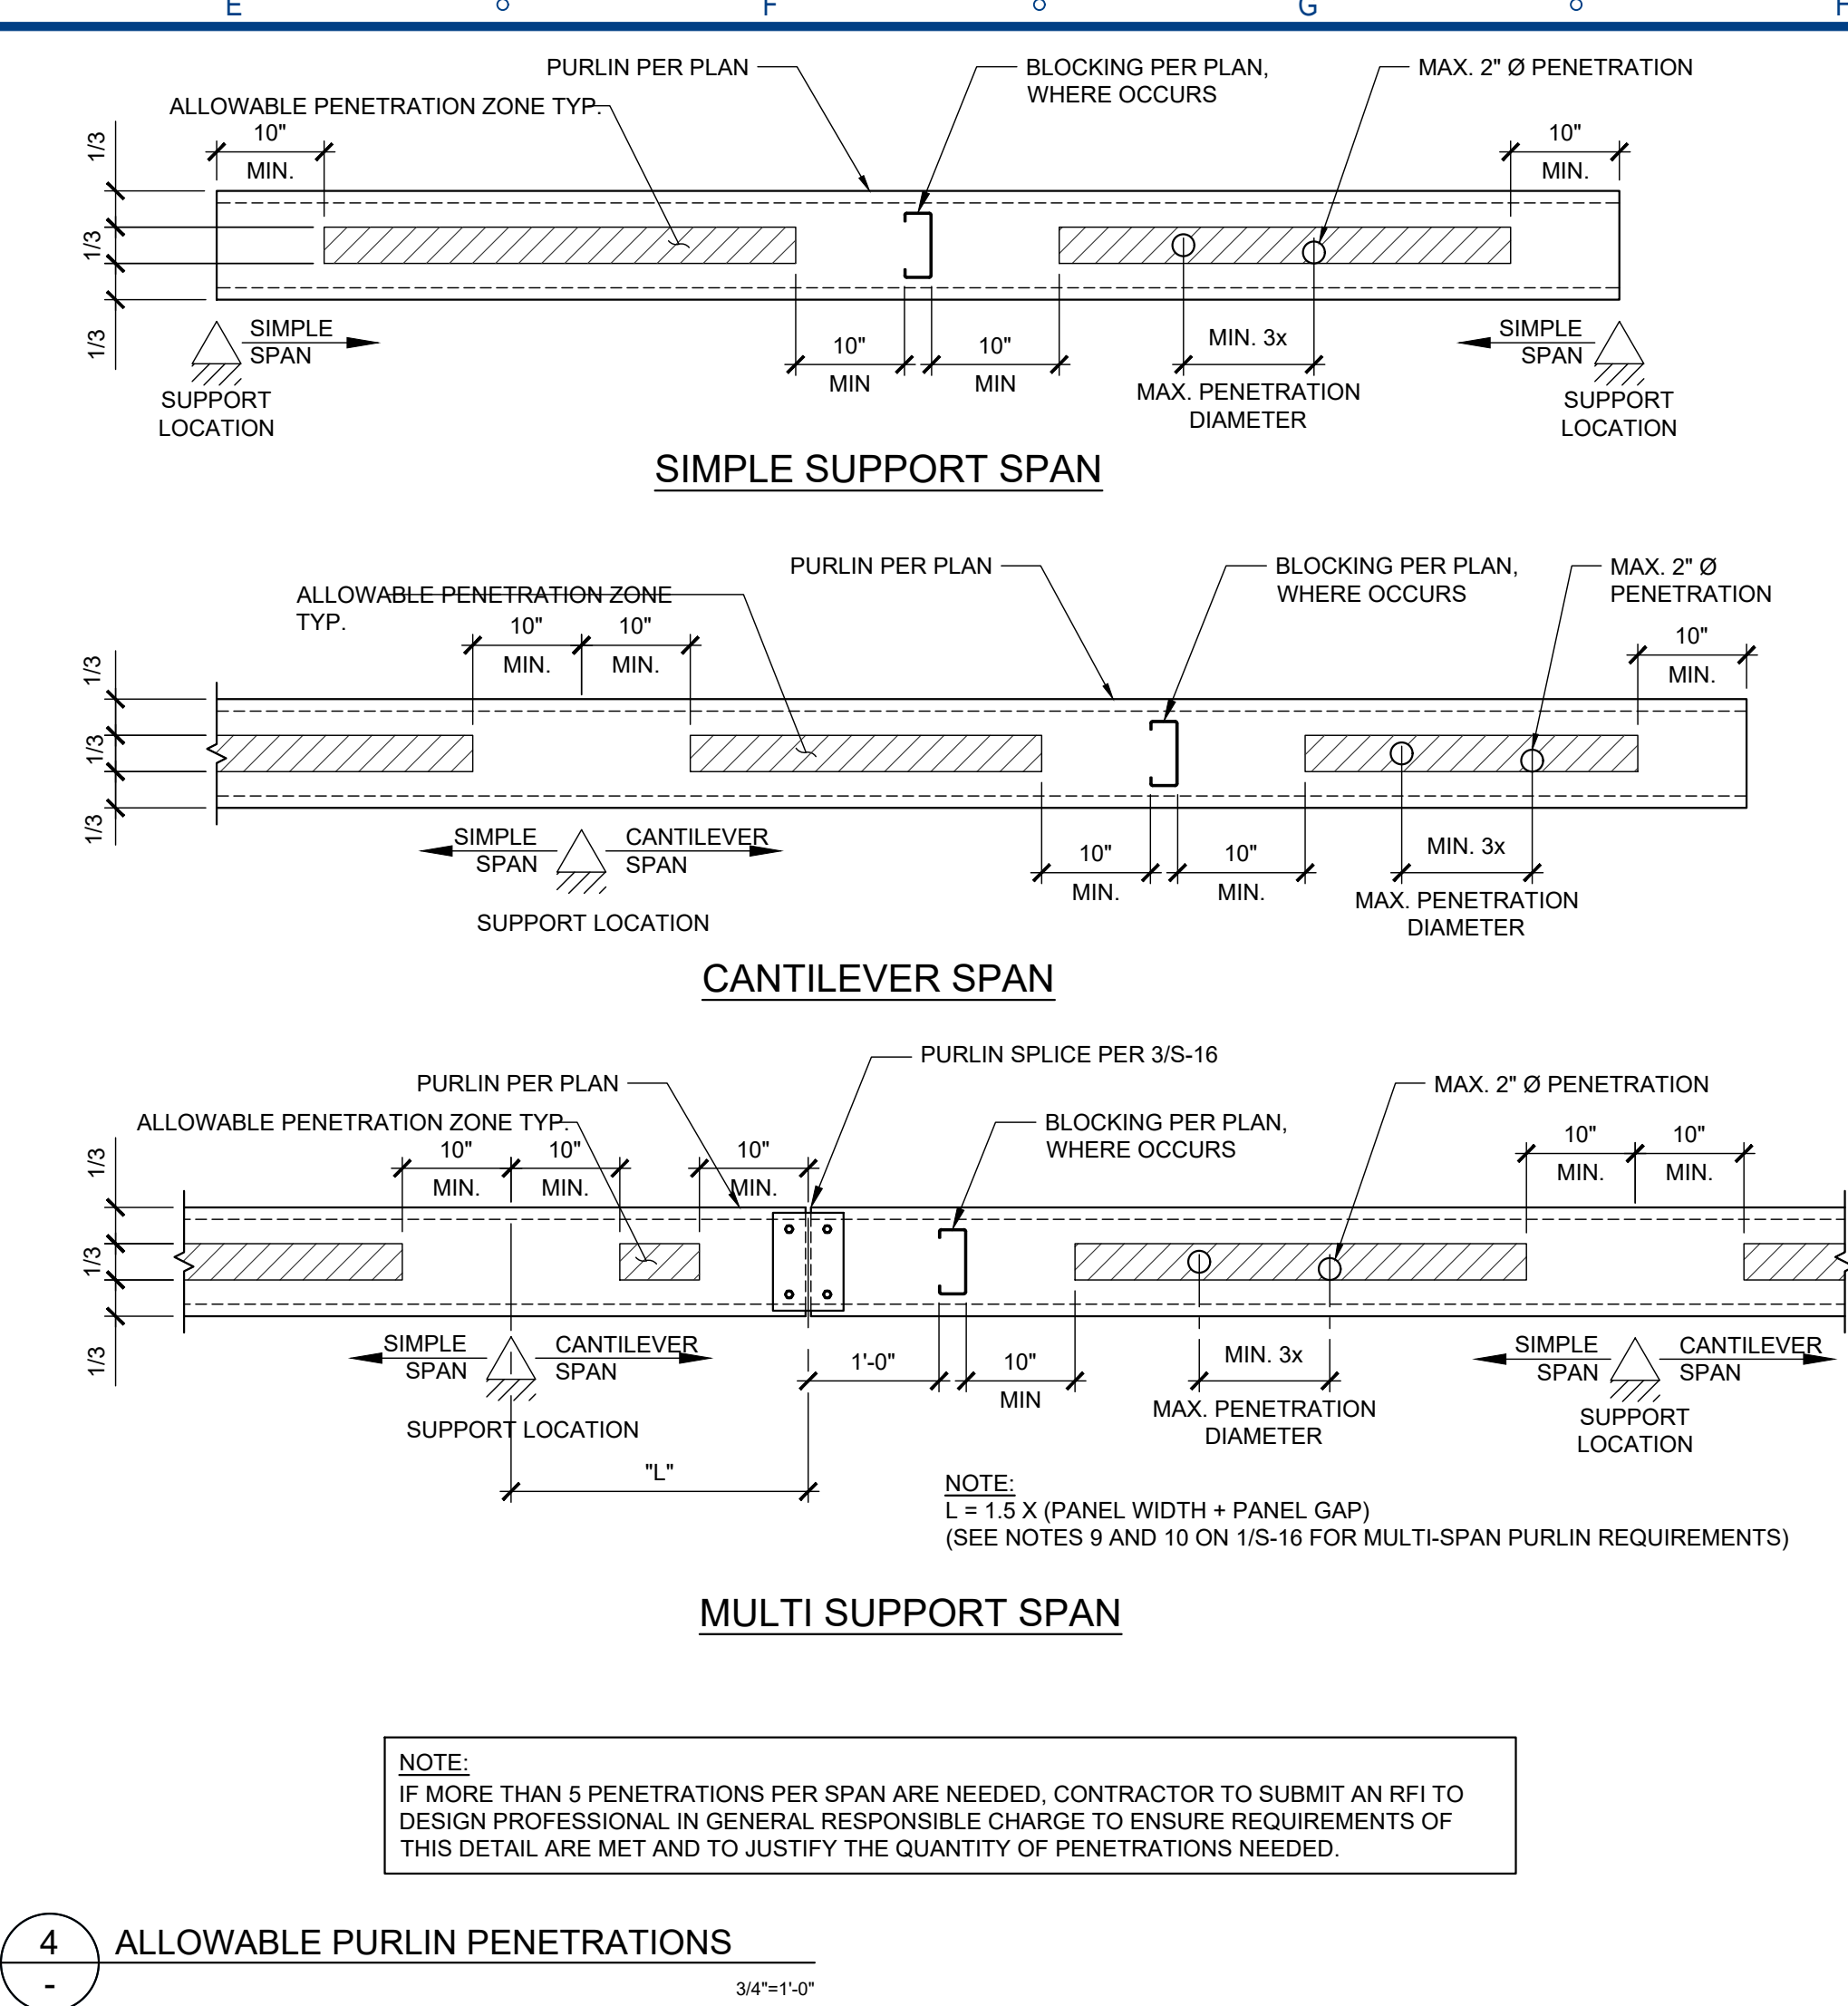 E F G H
PURLIN PER PLAN
BLOCKING PER PLAN,
WHERE OCCURS
MAX. 2" Ø PENETRATION
ALLOWABLE PENETRATION ZONE TYP.
1/3
10"
MIN.
10"
MIN.
1/3
1/3
SIMPLE
SPAN
SUPPORT
LOCATION
10"
MIN
10"
MIN
MIN. 3x
MAX. PENETRATION
DIAMETER
SIMPLE
SPAN
SUPPORT
LOCATION
SIMPLE SUPPORT SPAN
PURLIN PER PLAN
BLOCKING PER PLAN,
WHERE OCCURS
MAX. 2" Ø
PENETRATION
ALLOWABLE PENETRATION ZONE
TYP.
10"
MIN.
10"
MIN.
10"
MIN.
1/3
1/3
1/3
SIMPLE
SPAN
CANTILEVER
SPAN
SUPPORT LOCATION
10"
MIN.
10"
MIN.
MIN. 3x
MAX. PENETRATION
DIAMETER
CANTILEVER SPAN
PURLIN SPLICE PER 3/S-16
PURLIN PER PLAN
MAX. 2" Ø PENETRATION
ALLOWABLE PENETRATION ZONE TYP.
BLOCKING PER PLAN,
WHERE OCCURS
10"
MIN.
10"
MIN.
10"
MIN.
10"
MIN.
10"
MIN.
1/3
1/3
1/3
SIMPLE
SPAN
CANTILEVER
SPAN
SUPPORT LOCATION
1'-0"
10"
MIN
MIN. 3x
MAX. PENETRATION
DIAMETER
SIMPLE
SPAN
CANTILEVER
SPAN
SUPPORT
LOCATION
"L"
NOTE:
L = 1.5 X (PANEL WIDTH + PANEL GAP)
(SEE NOTES 9 AND 10 ON 1/S-16 FOR MULTI-SPAN PURLIN REQUIREMENTS)
MULTI SUPPORT SPAN
NOTE:
IF MORE THAN 5 PENETRATIONS PER SPAN ARE NEEDED, CONTRACTOR TO SUBMIT AN RFI TO
DESIGN PROFESSIONAL IN GENERAL RESPONSIBLE CHARGE TO ENSURE REQUIREMENTS OF
THIS DETAIL ARE MET AND TO JUSTIFY THE QUANTITY OF PENETRATIONS NEEDED.
4
-
ALLOWABLE PURLIN PENETRATIONS
3/4"=1'-0"